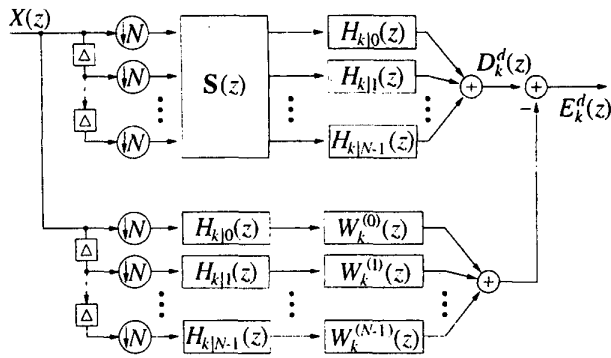 X(z)
↓N
S(z)
H_{k|0}(z)
Δ
↓N
H_{k|1}(z)
+
D_k^d(z)
+
−
E_k^d(z)
Δ
↓N
H_{k|N-1}(z)
↓N
H_{k|0}(z)
W_k^{(0)}(z)
Δ
↓N
H_{k|1}(z)
W_k^{(1)}(z)
+
Δ
↓N
H_{k|N-1}(z)
W_k^{(N-1)}(z)